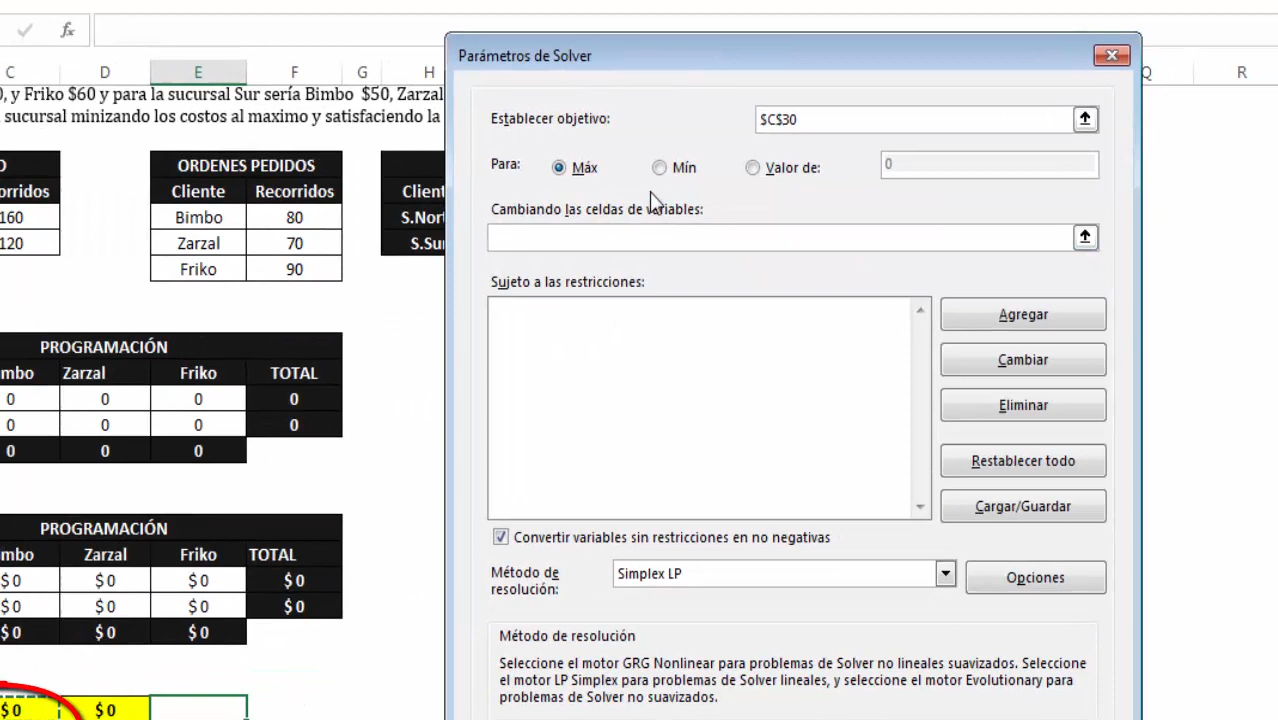 fx
C D E F G H Q R
0, y Friko $60 y para la sucursal Sur sería Bimbo $50, Zarzal
sucursal minizando los costos al maximo y satisfaciendo la
ORDENES PEDIDOS
Cliente Recorridos
160 Bimbo 80 S.Nor
120 Zarzal 70 S.Su
Friko 90
PROGRAMACIÓN
mbo Zarzal Friko TOTAL
0 0 0 0
0 0 0 0
0 0 0
PROGRAMACIÓN
mbo Zarzal Friko TOTAL
$ 0 $ 0 $ 0 $ 0
$ 0 $ 0 $ 0 $ 0
$ 0 $ 0 $ 0
$ 0 $ 0
Parámetros de Solver
Establecer objetivo: $C$30
Para: Máx Mín Valor de: 0
Cambiando las celdas de variables:
Sujeto a las restricciones:
Agregar
Cambiar
Eliminar
Restablecer todo
Cargar/Guardar
Convertir variables sin restricciones en no negativas
Método de resolución: Simplex LP Opciones
Método de resolución
Seleccione el motor GRG Nonlinear para problemas de Solver no lineales suavizados. Seleccione
el motor LP Simplex para problemas de Solver lineales, y seleccione el motor Evolutionary para
problemas de Solver no suavizados.